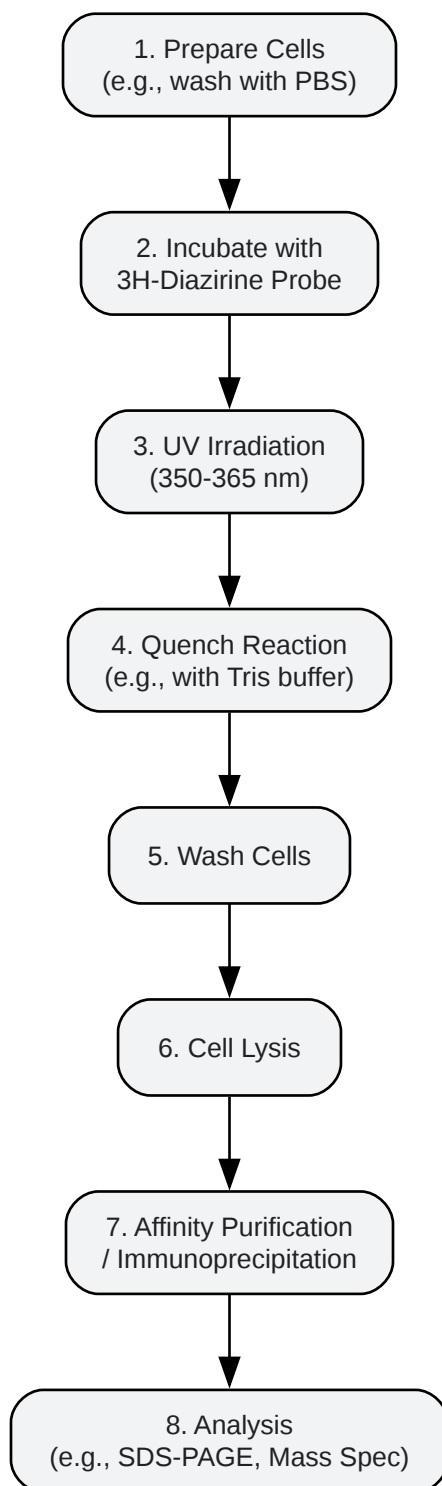 1. Prepare Cells
(e.g., wash with PBS)
2. Incubate with
3H-Diazirine Probe
3. UV Irradiation
(350-365 nm)
4. Quench Reaction
(e.g., with Tris buffer)
5. Wash Cells
6. Cell Lysis
7. Affinity Purification
/ Immunoprecipitation
8. Analysis
(e.g., SDS-PAGE, Mass Spec)